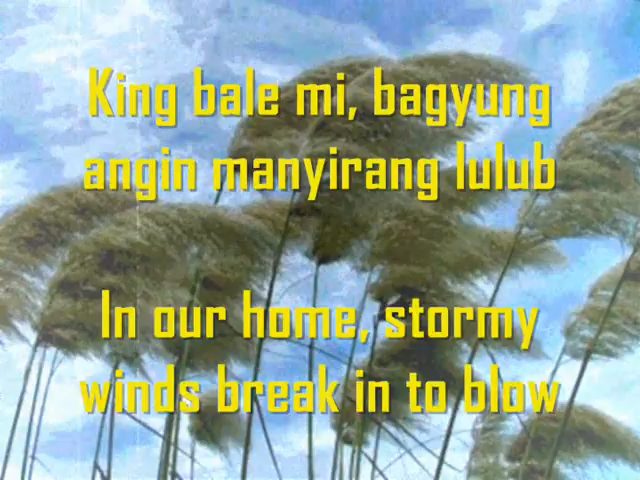 King bale mi, bagyung
angin manyirang lulub
In our home, stormy
winds break in to blow